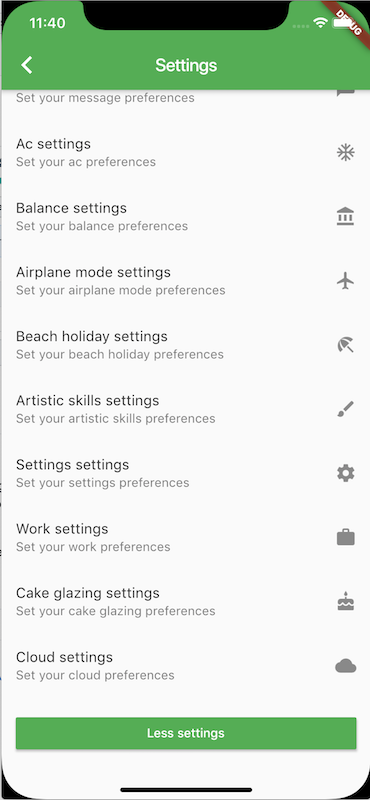 11:40
DEBUG
Settings
Set your message preferences
Ac settings
Set your ac preferences
Balance settings
Set your balance preferences
Airplane mode settings
Set your airplane mode preferences
Beach holiday settings
Set your beach holiday preferences
Artistic skills settings
Set your artistic skills preferences
Settings settings
Set your settings preferences
Work settings
Set your work preferences
Cake glazing settings
Set your cake glazing preferences
Cloud settings
Set your cloud preferences
Less settings